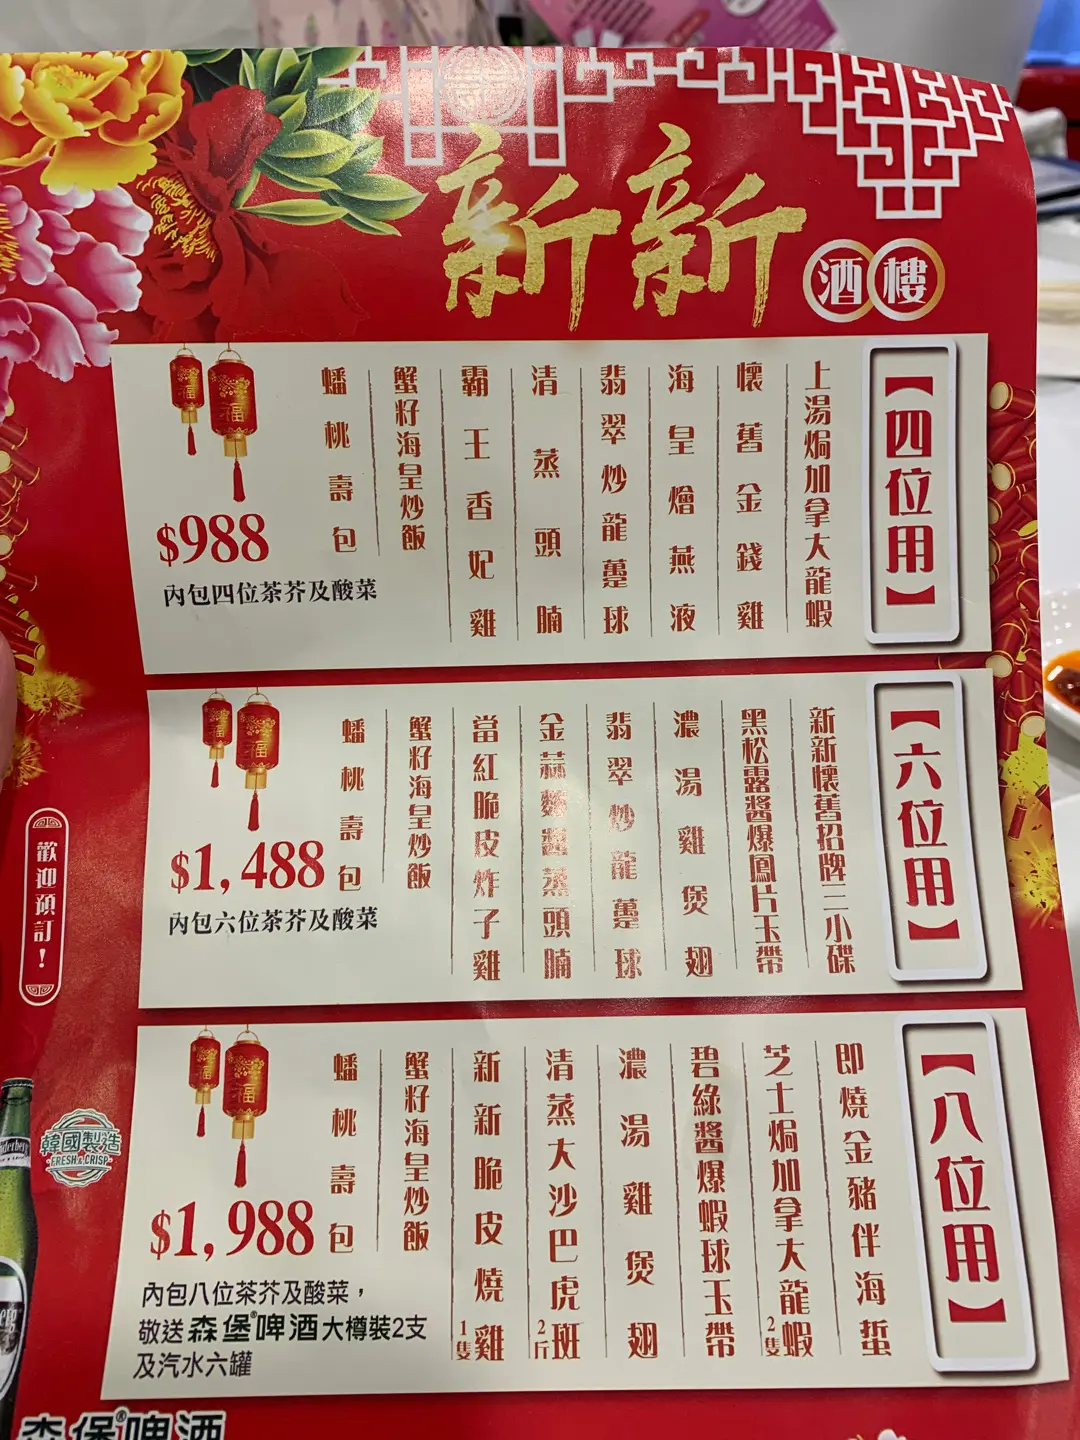 新新
酒樓
【四位用】
上湯焗加拿大龍蝦
懷舊金錢雞
海皇燴燕液
翡翠炒龍躉球
清蒸頭腩
霸王香妃雞
蟹籽海皇炒飯
蟠桃壽包
福
$988
內包四位茶芥及酸菜
【六位用】
新新懷舊招牌三小碟
黑松露醬爆鳳片玉帶
濃湯雞煲翅
翡翠炒龍躉球
金蒜麵醬蒸頭腩
當紅脆皮炸子雞
蟹籽海皇炒飯
蟠桃壽包
福
$1,488
內包六位茶芥及酸菜
【八位用】
即燒金豬伴海蜇
芝士焗加拿大龍蝦2隻
碧綠醬爆蝦球玉帶
濃湯雞煲翅
清蒸大沙巴虎斑2斤
新新脆皮燒雞1隻
蟹籽海皇炒飯
蟠桃壽包
福
$1,988
內包八位茶芥及酸菜，
敬送森堡®啤酒大樽裝2支
及汽水六罐
歡迎預訂！
韓國製造
FRESH & CRISP
森堡®啤酒